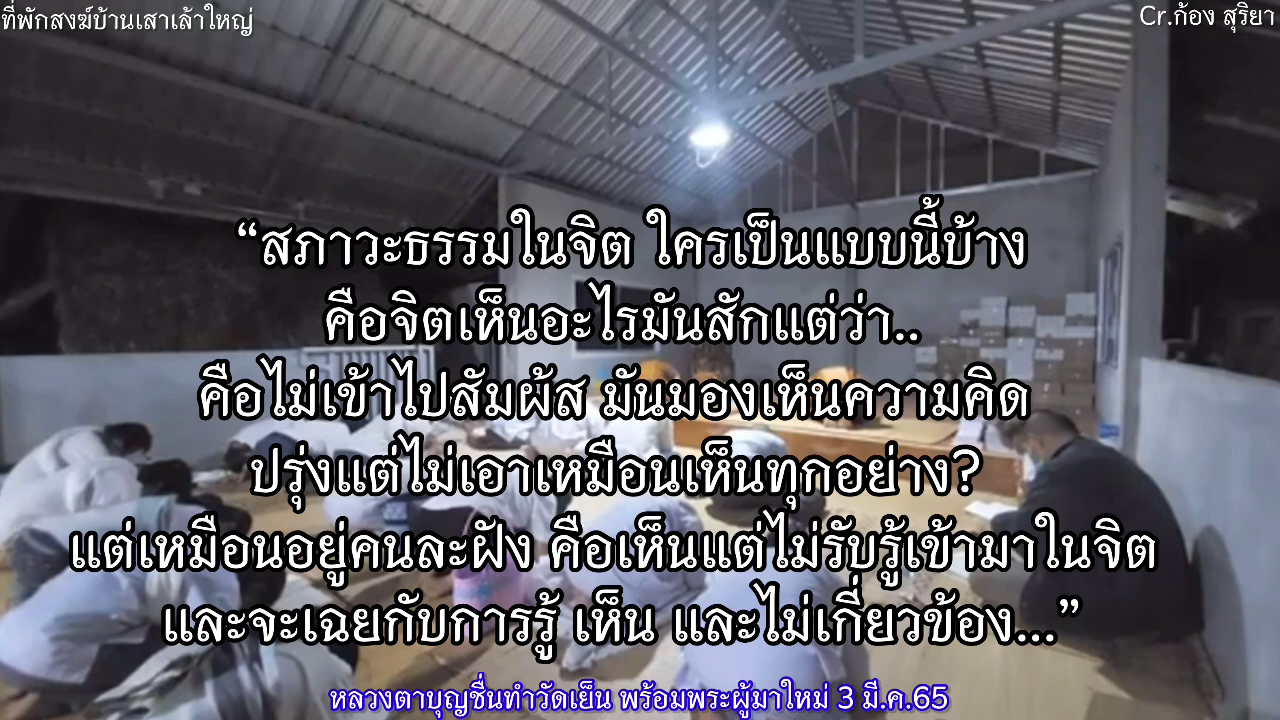 ที่พักสงฆ์บ้านเสาเล้าใหญ่
Cr.ก้อง สุริยา
“สภาวะธรรมในจิต ใครเป็นแบบนี้บ้าง
คือจิตเห็นอะไรมันสักแต่ว่า..
คือไม่เข้าไปสัมผ้ส มันมองเห็นความคิด
ปรุ่งแต่ไม่เอาเหมือนเห็นทุกอย่าง?
แต่เหมือนอยู่คนละฝัง คือเห็นแต่ไม่รับรู้เข้ามาในจิต
และจะเฉยกับการรู้ เห็น และไม่เกี่ยวข้อง...”
หลวงตาบุญชื่นทำวัดเย็น พร้อมพระผู้มาใหม่ 3 มี.ค.65